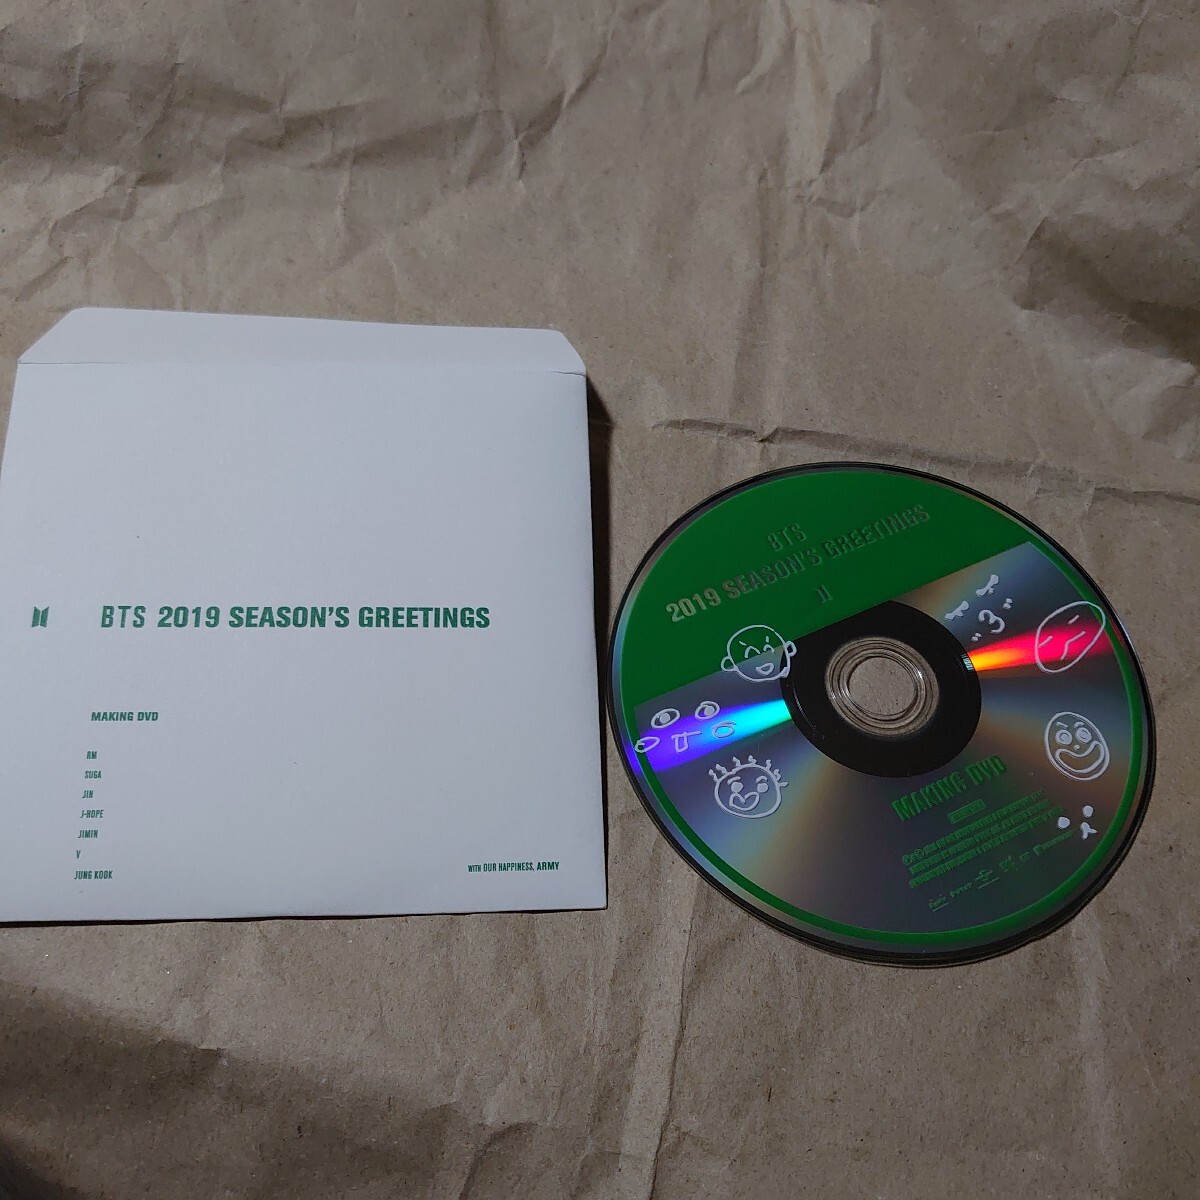 BTS 2019 SEASON'S GREETINGS
MAKING DVD
RM
SUGA
JIN
J-HOPE
JIMIN
V
JUNG KOOK
WITH OUR HAPPINESS, ARMY
BTS
2019 SEASON'S GREETINGS
"3"
MAKING DVD